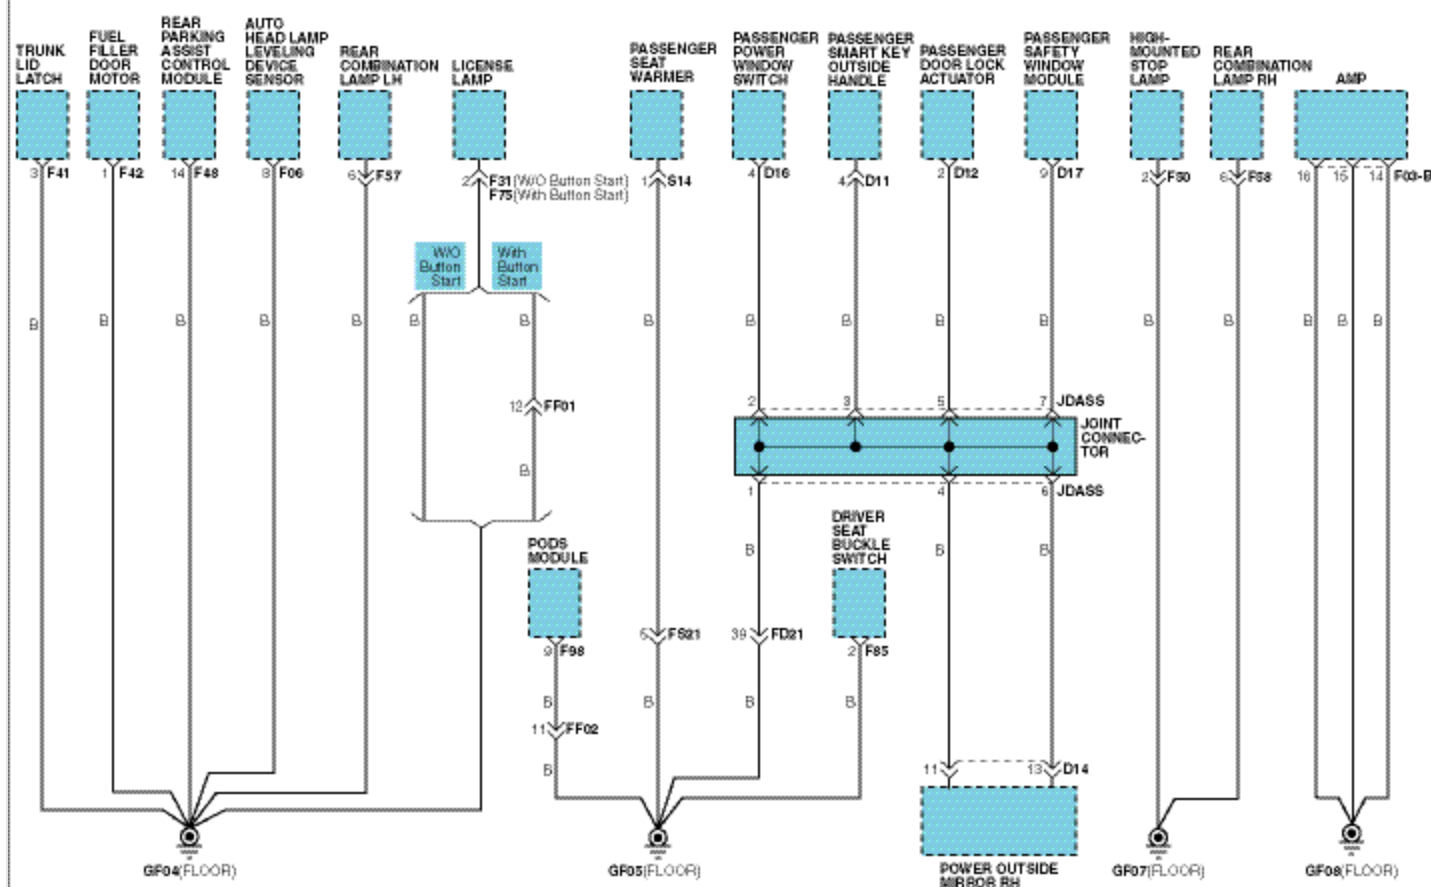 TRUNK
LID
LATCH
FUEL
FILLER
DOOR
MOTOR
REAR
PARKING
ASSIST
CONTROL
MODULE
AUTO
HEAD LAMP
LEVELING
DEVICE
SENSOR
REAR
COMBINATION
LAMP LH
LICENSE
LAMP
PASSENGER
SEAT
WARMER
PASSENGER
POWER
WINDOW
SWITCH
PASSENGER
SMART KEY
OUTSIDE
HANDLE
PASSENGER
DOOR LOCK
ACTUATOR
PASSENGER
SAFETY
WINDOW
MODULE
HIGH-
MOUNTED
STOP
LAMP
REAR
COMBINATION
LAMP RH
AMP
3 F41
1 F42
14 F48
8 F06
6 F57
2 F31(W/O Button Start)
F75(With Button Start)
1 S14
4 D16
4 D11
2 D12
9 D17
2 F50
6 F58
16 15 14 F03-B
W/O
Button
Start
With
Button
Start
B B B B B B B B B B B B B B B B B
12 FF01
B
2 3 5 7 JDASS
JOINT
CONNEC-
TOR
1 4 6 JDASS
PODS
MODULE
DRIVER
SEAT
BUCKLE
SWITCH
B B B
9 F98
5 FS21
39 FD21
2 F85
B B B B
11 FF02
B
11 13 D14
GF04(FLOOR)
GF05(FLOOR)
POWER OUTSIDE
MIRROR RH
GF07(FLOOR)
GF08(FLOOR)